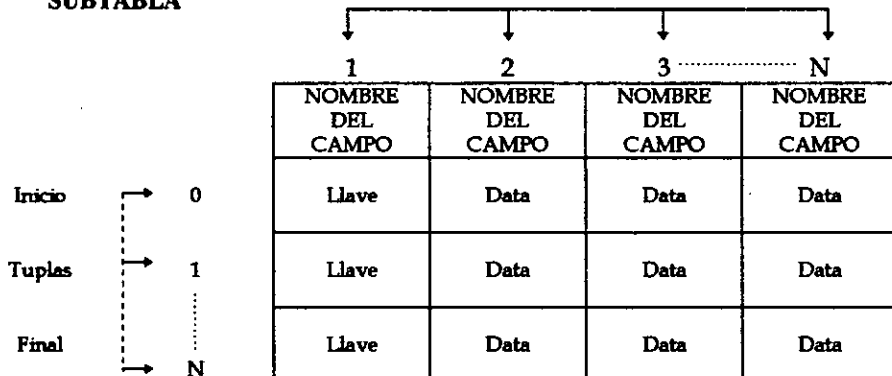 SUBTABLA
1 2 3 N
NOMBRE DEL CAMPO NOMBRE DEL CAMPO NOMBRE DEL CAMPO NOMBRE DEL CAMPO
Inicio 0 Llave Data Data Data
Tuplas 1 Llave Data Data Data
Final Llave Data Data Data
N